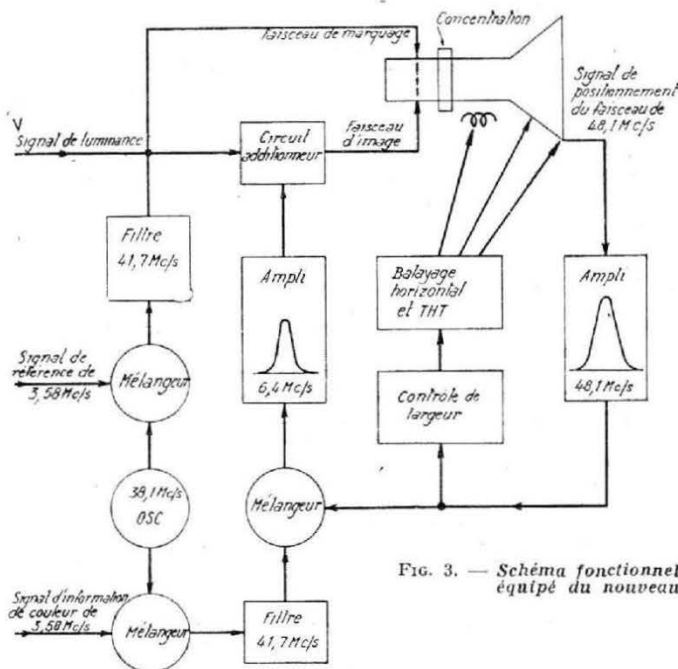 Concentration
Faisceau de marquage
Signal de
positionnement
du faisceau de
48,1 Mc/s
V
Signal de luminance
Circuit
additionneur
Faisceau
d'image
Filtre
41,7 Mc/s
Ampli
6,4 Mc/s
Balayage
horizontal
et THT
Ampli
48,1 Mc/s
Signal de
référence de
3,58 Mc/s
Mélangeur
Contrôle de
largeur
38,1 Mc/s
OSC
Mélangeur
Signal d'information
de couleur de
3,58 Mc/s
Mélangeur
Filtre
41,7 Mc/s
FIG. 3. — Schéma fonctionnel
équipé du nouveau